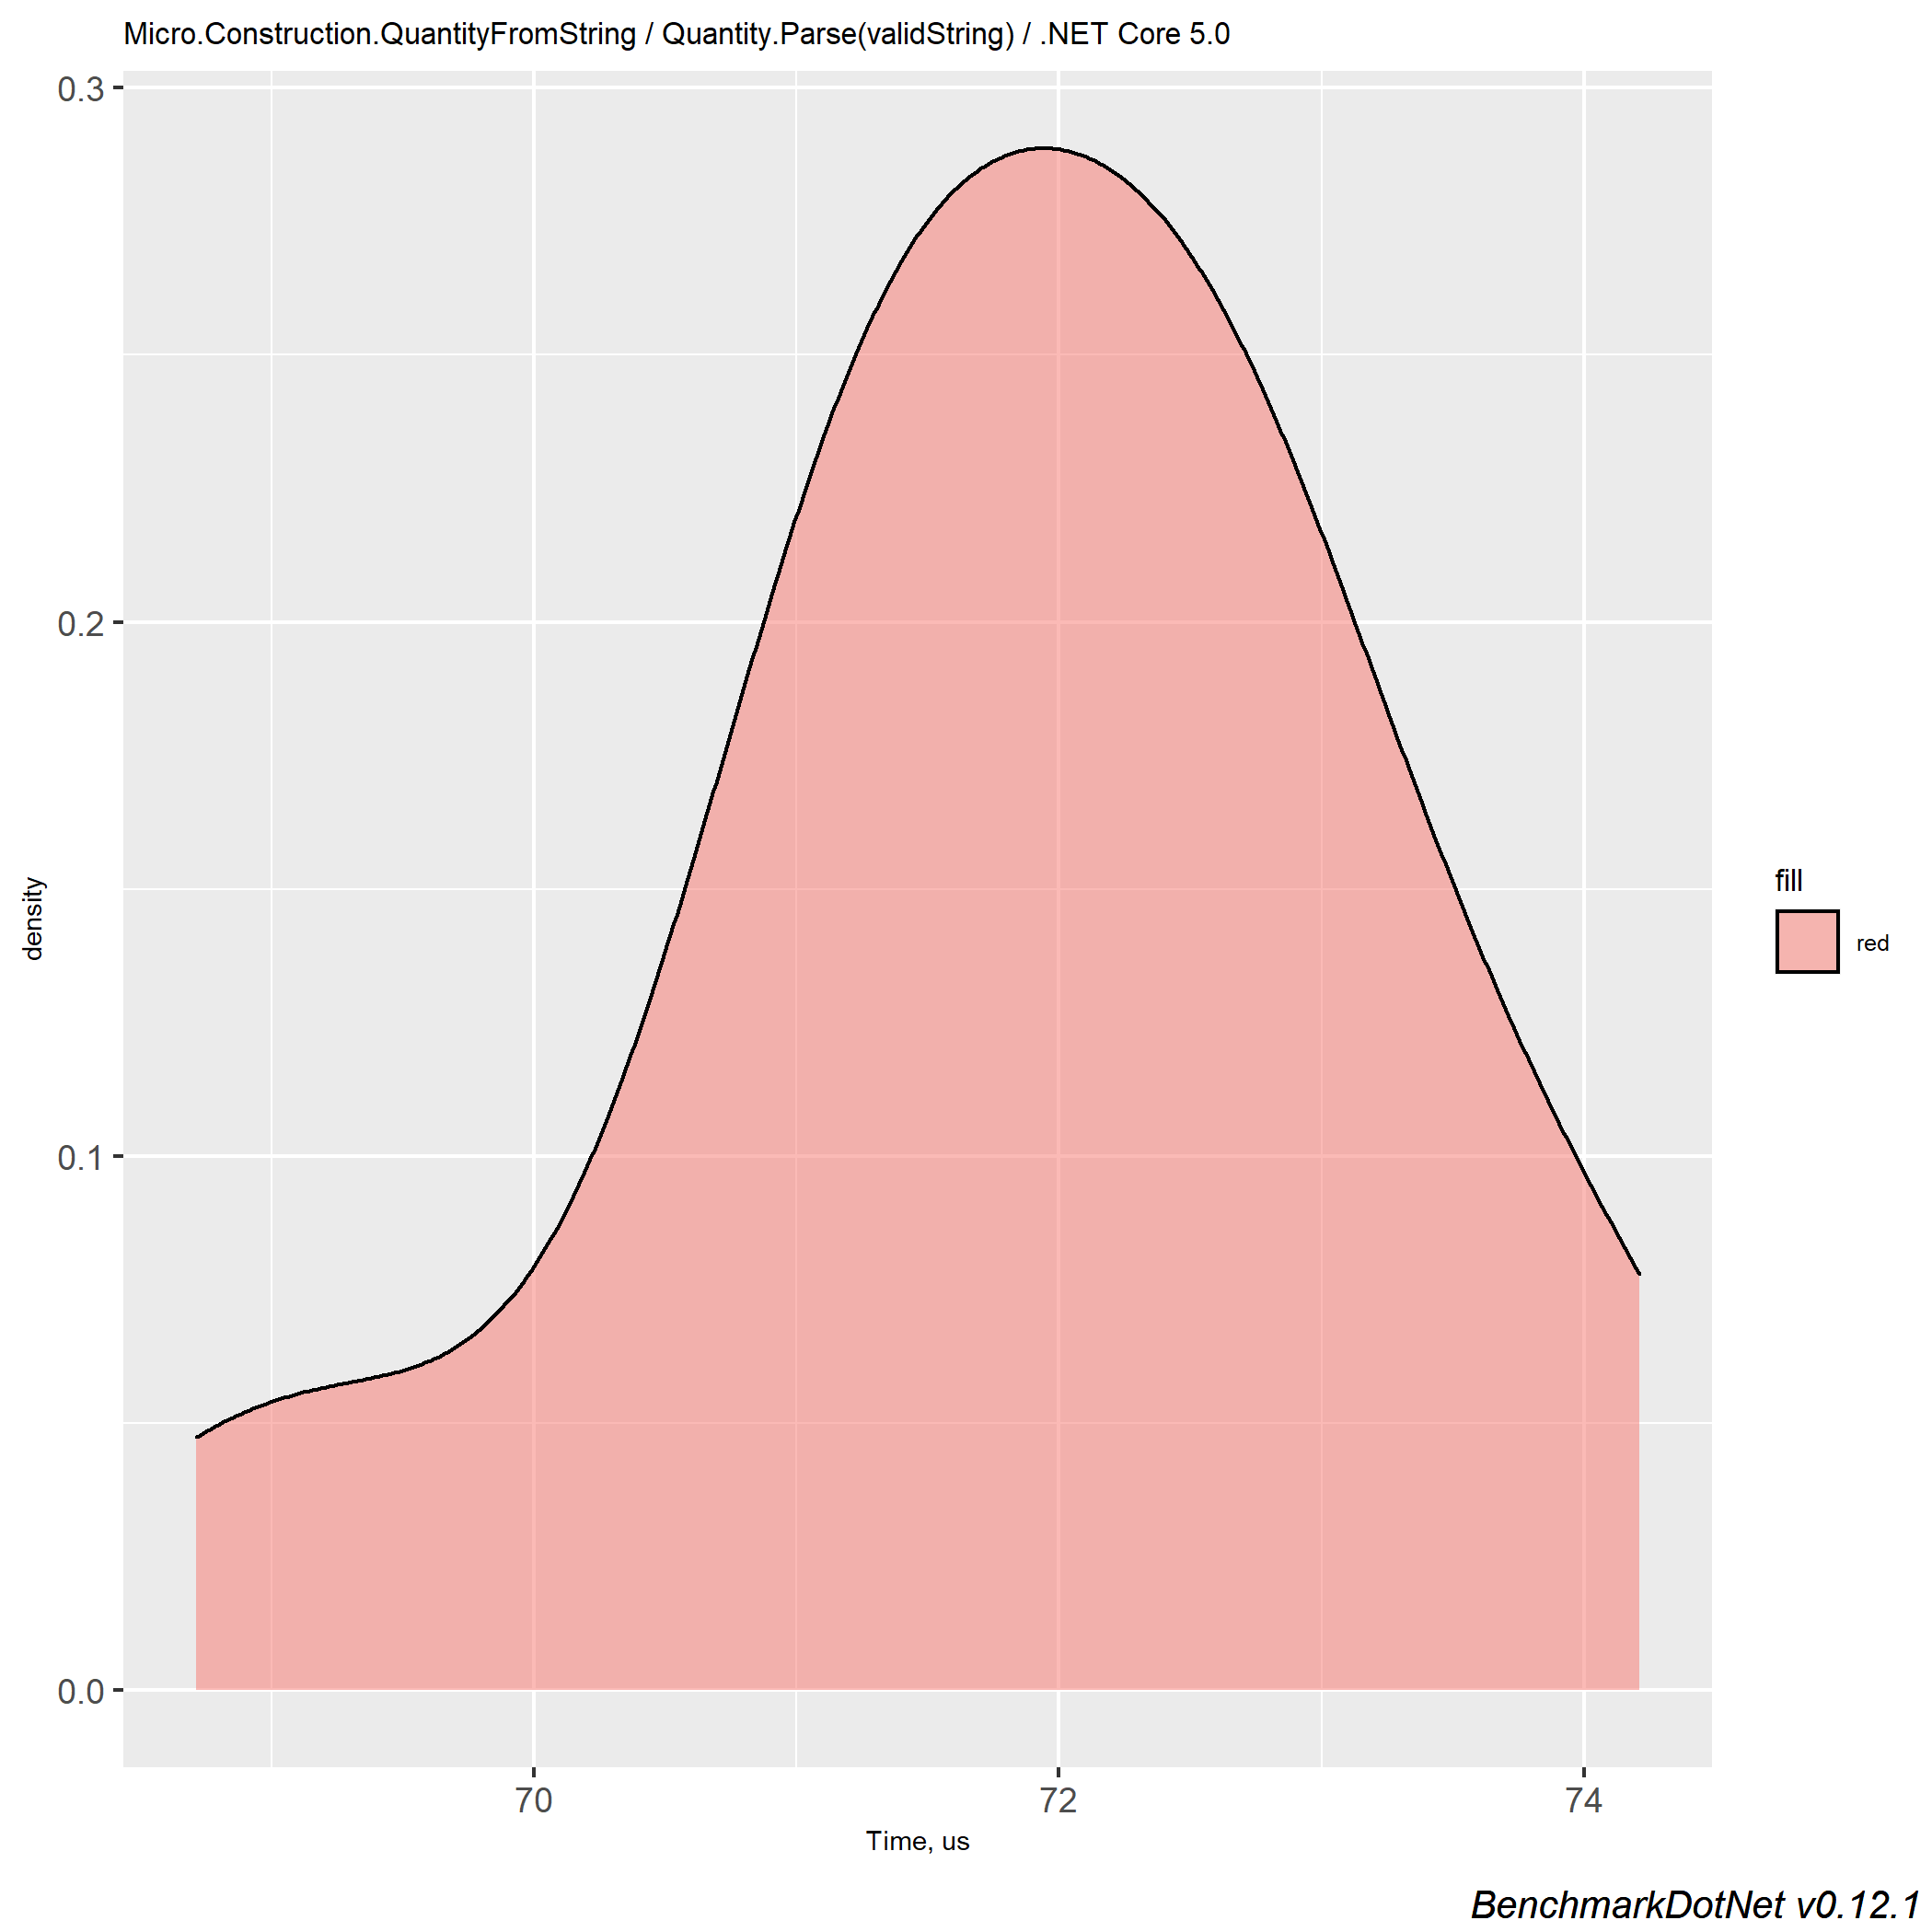 Micro.Construction.QuantityFromString / Quantity.Parse(validString) / .NET Core 5.0
0.3
0.2
0.1
0.0
density
70 72 74
Time, us
fill
red
BenchmarkDotNet v0.12.1